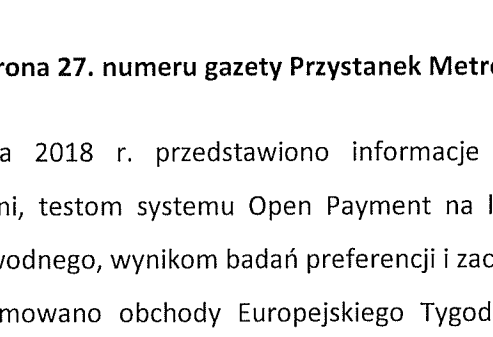 rona 27. numeru gazety Przystanek Metro
a 2018 r. przedstawiono informacje
ni, testom systemu Open Payment na l
wodnego, wynikom badań preferencji i zac
mowano obchody Europejskiego Tygod